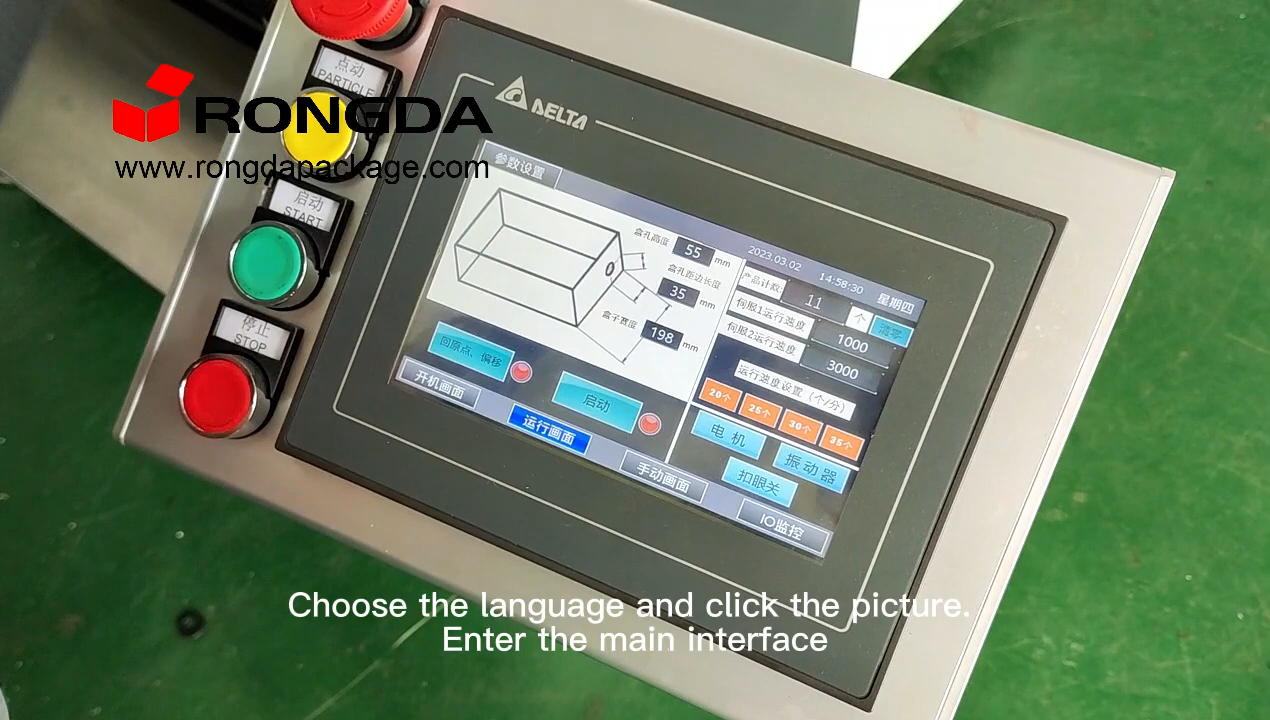 点动
PARTICLE
RONGDA
www.rongdapackage.com
启动
START
停止
STOP
DELTA
参数设置
2023.03.02 14:58:30 星期四
盒孔高度 55 mm
盒孔距边长度
35 mm
盒子宽度 198 mm
产品计数: 11 个 清零
伺服1运行速度 1000
伺服2运行速度 3000
运行速度设置（个/分）
20个 25个 30个 35个
回原点、偏移
启动
电机 振动器
扣眼关
开机画面 运行画面 手动画面 IO监控
Choose the language and click the picture.
Enter the main interface